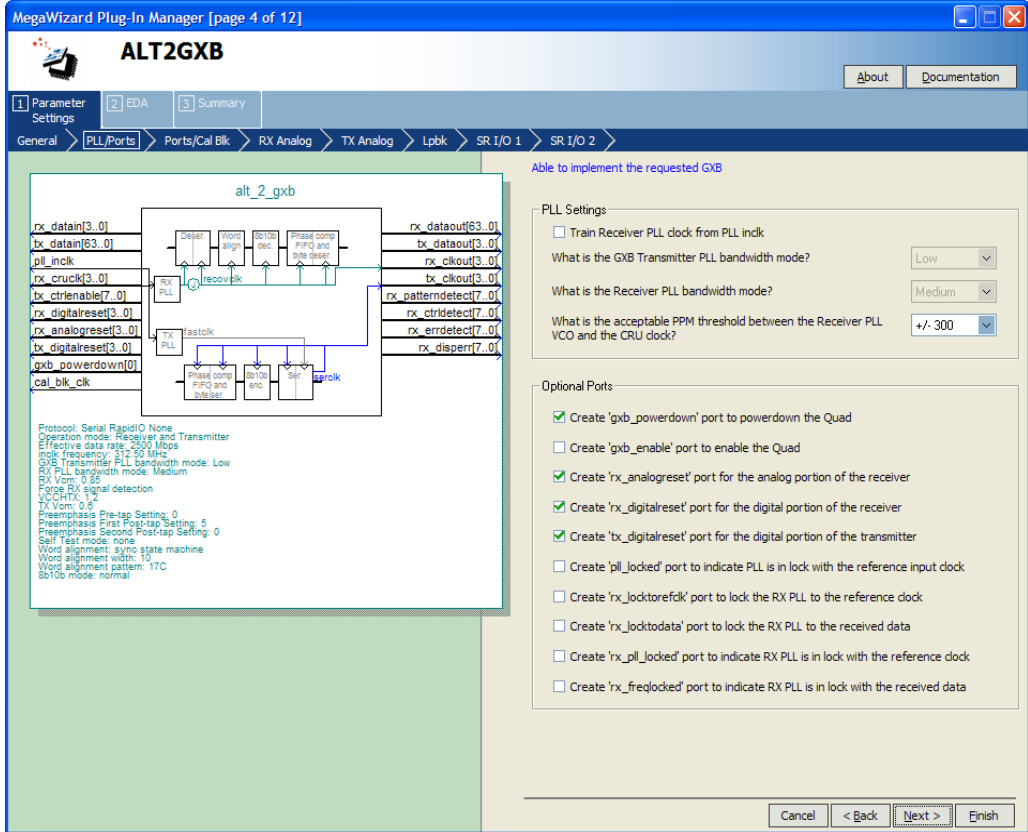 MegaWizard Plug-In Manager [page 4 of 12]
ALT2GXB
About
Documentation
1 Parameter Settings
2 EDA
3 Summary
General
PLL/Ports
Ports/Cal Blk
RX Analog
TX Analog
Lpbk
SR I/O 1
SR I/O 2
alt_2_gxb
rx_datain[3..0]
tx_datain[63..0]
pll_inclk
rx_cruclk[3..0]
tx_ctrlenable[7..0]
rx_digitalreset[3..0]
rx_analogreset[3..0]
tx_digitalreset[3..0]
gxb_powerdown[0]
cal_blk_clk
Deser.
Word align
8b10b dec.
Phase comp FIFO and byte deser.
RX PLL
recovclk
TX PLL
fastclk
Phase comp FIFO and byte ser.
8b10b enc.
Ser.
serclk
rx_dataout[63..0]
tx_dataout[3..0]
rx_clkout[3..0]
tx_clkout[3..0]
rx_patterndetect[7..0]
rx_ctrldetect[7..0]
rx_errdetect[7..0]
rx_disperr[7..0]
Protocol: Serial RapidIO None
Operation mode: Receiver and Transmitter
Effective data rate: 2500 Mbps
inclk frequency: 312.50 MHz
GXB Transmitter PLL bandwidth mode: Low
RX PLL bandwidth mode: Medium
RX Vcm: 0.85
Force RX signal detection
VCCHTX: 1.2
TX Vcm: 0.6
Preemphasis Pre-tap Setting: 0
Preemphasis First Post-tap Setting: 5
Preemphasis Second Post-tap Setting: 0
Self Test mode: none
Word alignment: sync state machine
Word alignment width: 10
Word alignment pattern: 17C
8b10b mode: normal
Able to implement the requested GXB
PLL Settings
Train Receiver PLL clock from PLL inclk
What is the GXB Transmitter PLL bandwidth mode?
Low
What is the Receiver PLL bandwidth mode?
Medium
What is the acceptable PPM threshold between the Receiver PLL
VCO and the CRU clock?
+/- 300
Optional Ports
Create 'gxb_powerdown' port to powerdown the Quad
Create 'gxb_enable' port to enable the Quad
Create 'rx_analogreset' port for the analog portion of the receiver
Create 'rx_digitalreset' port for the digital portion of the receiver
Create 'tx_digitalreset' port for the digital portion of the transmitter
Create 'pll_locked' port to indicate PLL is in lock with the reference input clock
Create 'rx_locktorefclk' port to lock the RX PLL to the reference clock
Create 'rx_locktodata' port to lock the RX PLL to the received data
Create 'rx_pll_locked' port to indicate RX PLL is in lock with the reference clock
Create 'rx_freqlocked' port to indicate RX PLL is in lock with the received data
Cancel
< Back
Next >
Finish